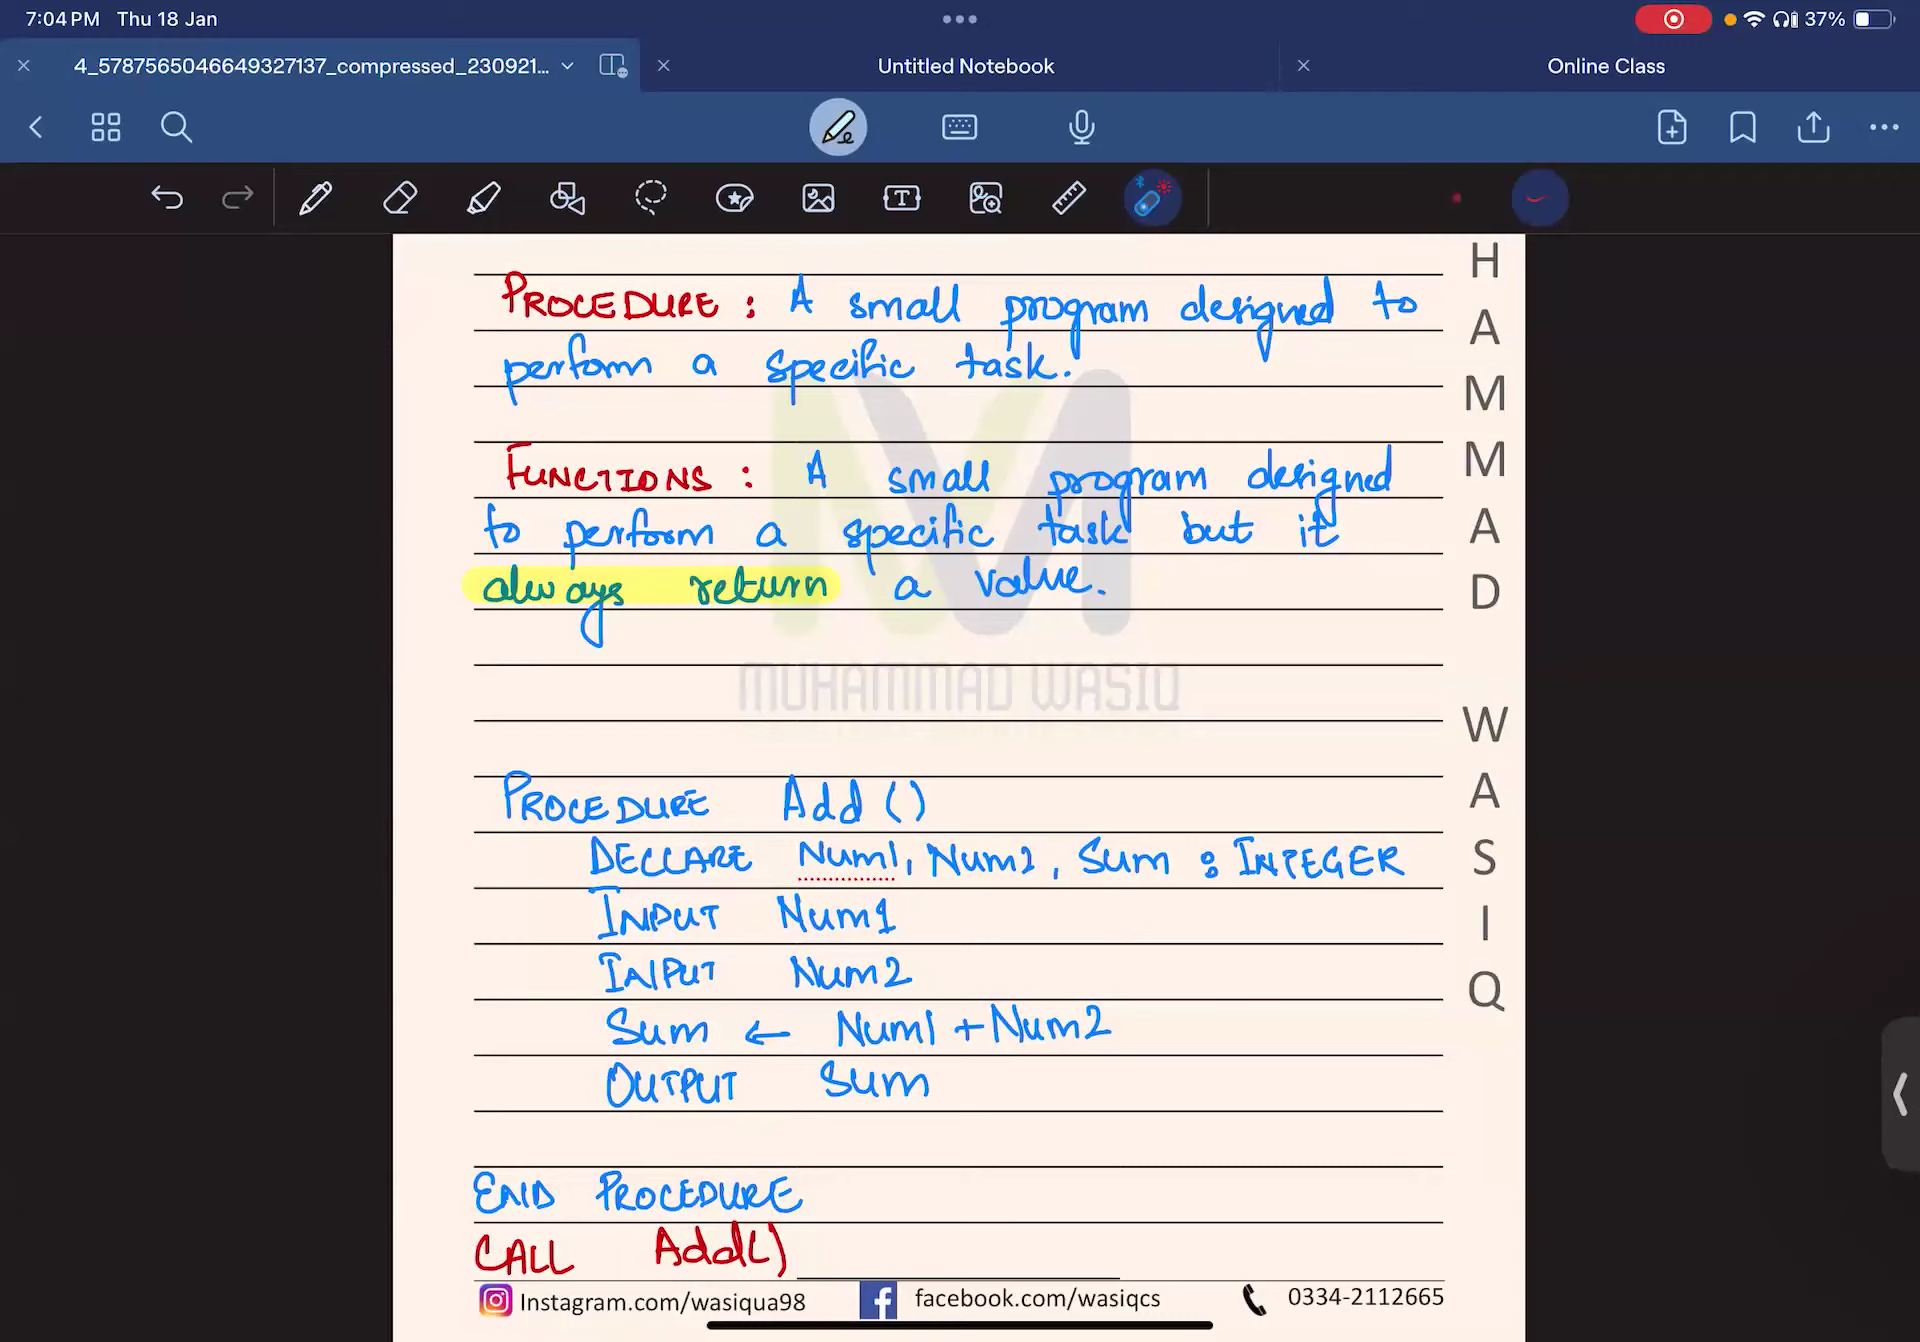 7:04 PM Thu 18 Jan
37%
4_5787565046649327137_compressed_230921...
Untitled Notebook
Online Class
PROCEDURE : A small program designed to
perform a specific task.
FUNCTIONS : A small program designed
to perform a specific task but it
always return a value.
MUHAMMAD WASIQ
PROCEDURE Add ()
DECLARE Num1, Num2, Sum : INTEGER
INPUT Num1
INPUT Num2
Sum ← Num1 + Num2
OUTPUT Sum
END PROCEDURE
CALL Add()
HAMMAD WASIQ
Instagram.com/wasiqua98
facebook.com/wasiqcs
0334-2112665